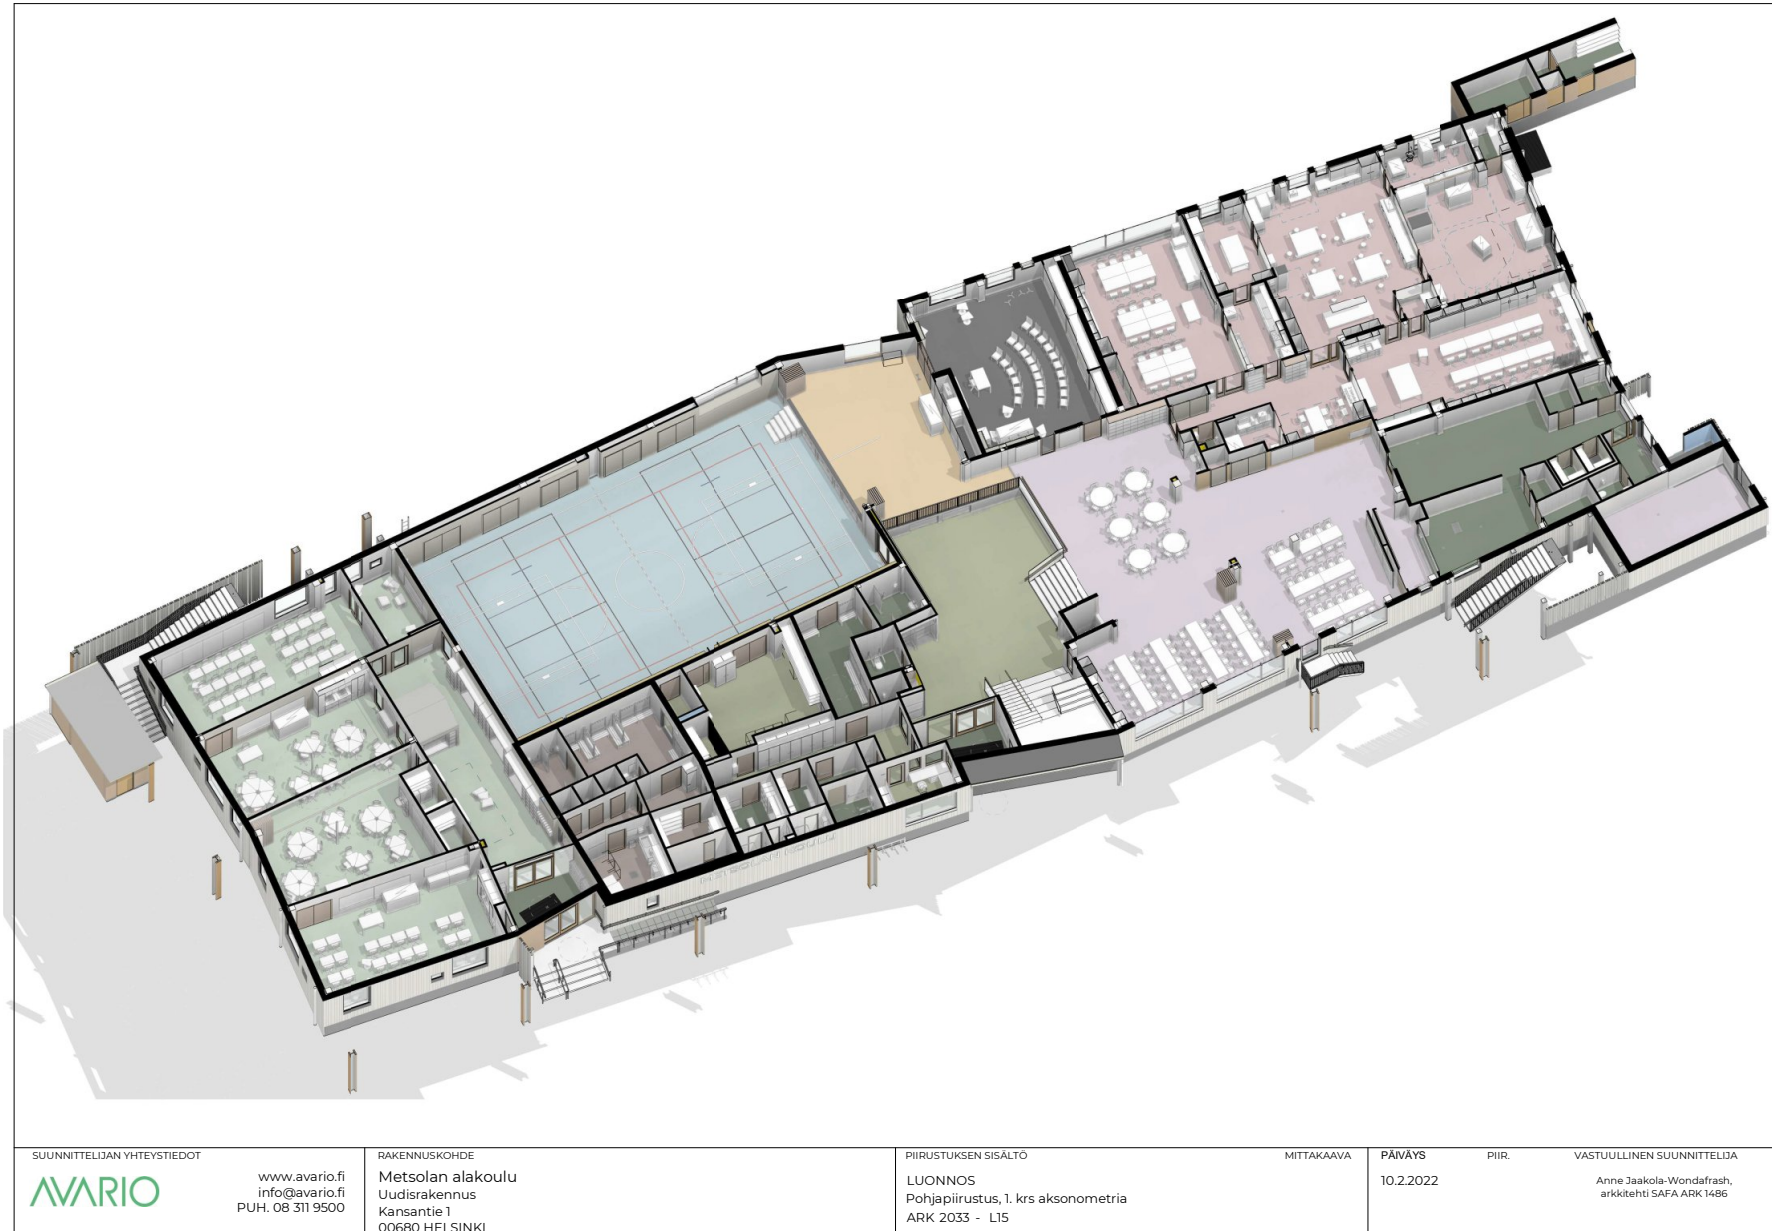 SUUNNITTELIJAN YHTEYSTIEDOT
AVARIO
www.avario.fi
info@avario.fi
PUH. 08 311 9500
RAKENNUSKOHDE
Metsolan alakoulu
Uudisrakennus
Kansantie 1
00680 HELSINKI
PIIRUSTUKSEN SISÄLTÖ
MITTAKAAVA
LUONNOS
Pohjapiirustus, 1. krs aksonometria
ARK 2033 - L15
PÄIVÄYS
PIIR.
VASTUULLINEN SUUNNITTELIJA
10.2.2022
Anne Jaakola-Wondafrash,
arkkitehti SAFA ARK 1486